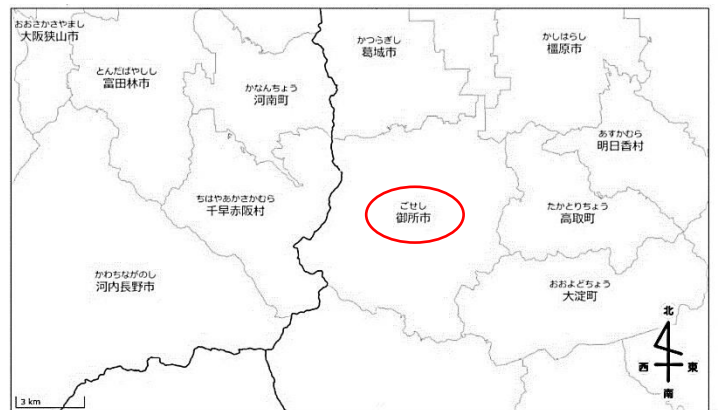 おおさかさやまし
大阪狭山市
とんだばやしし
富田林市
かなんちょう
河南町
かつらぎし
葛城市
かしはらし
橿原市
あすかむら
明日香村
ちはやあかさかむら
千早赤阪村
ごせし
御所市
たかとりちょう
高取町
かわちながのし
河内長野市
おおよどちょう
大淀町
北
西
東
南
3 km